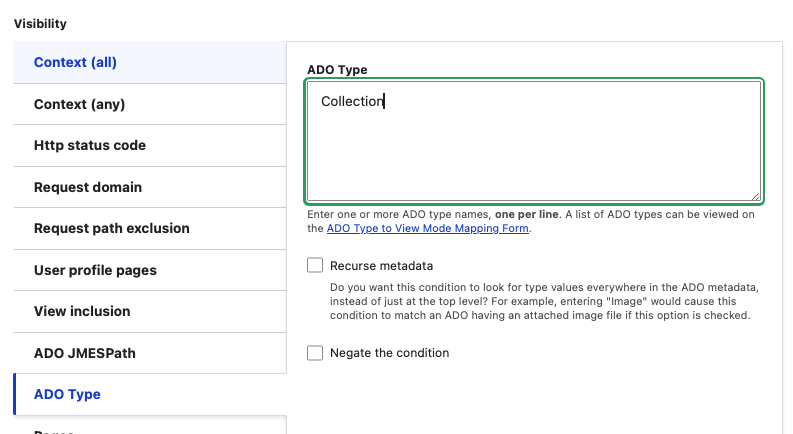 Visibility
Context (all)
Context (any)
Http status code
Request domain
Request path exclusion
User profile pages
View inclusion
ADO JMESPath
ADO Type
Pages
ADO Type
Collection
Enter one or more ADO type names, one per line. A list of ADO types can be viewed on
the ADO Type to View Mode Mapping Form.
Recurse metadata
Do you want this condition to look for type values everywhere in the ADO metadata,
instead of just at the top level? For example, entering "Image" would cause this
condition to match an ADO having an attached image file if this option is checked.
Negate the condition